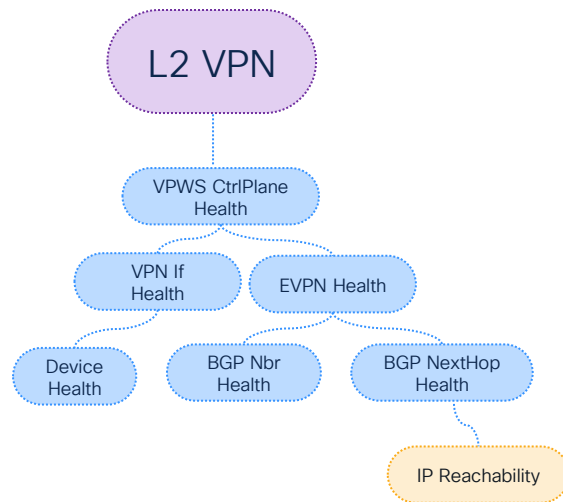 L2 VPN
VPWS CtrlPlane
Health
VPN If
Health
EVPN Health
Device
Health
BGP Nbr
Health
BGP NextHop
Health
IP Reachability